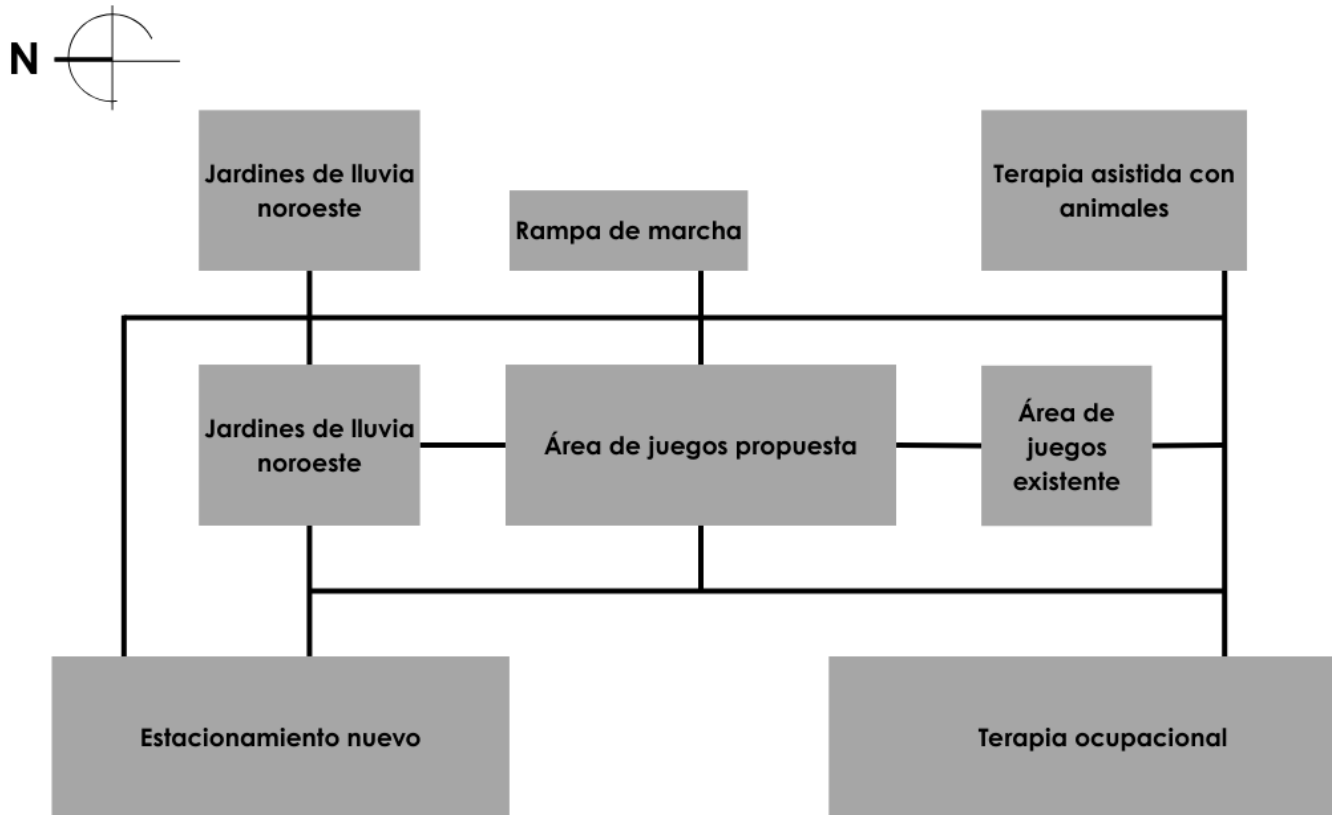 N
Jardines de lluvia
noroeste
Rampa de marcha
Terapia asistida con
animales
Jardines de lluvia
noroeste
Área de juegos propuesta
Área de
juegos
existente
Estacionamiento nuevo
Terapia ocupacional